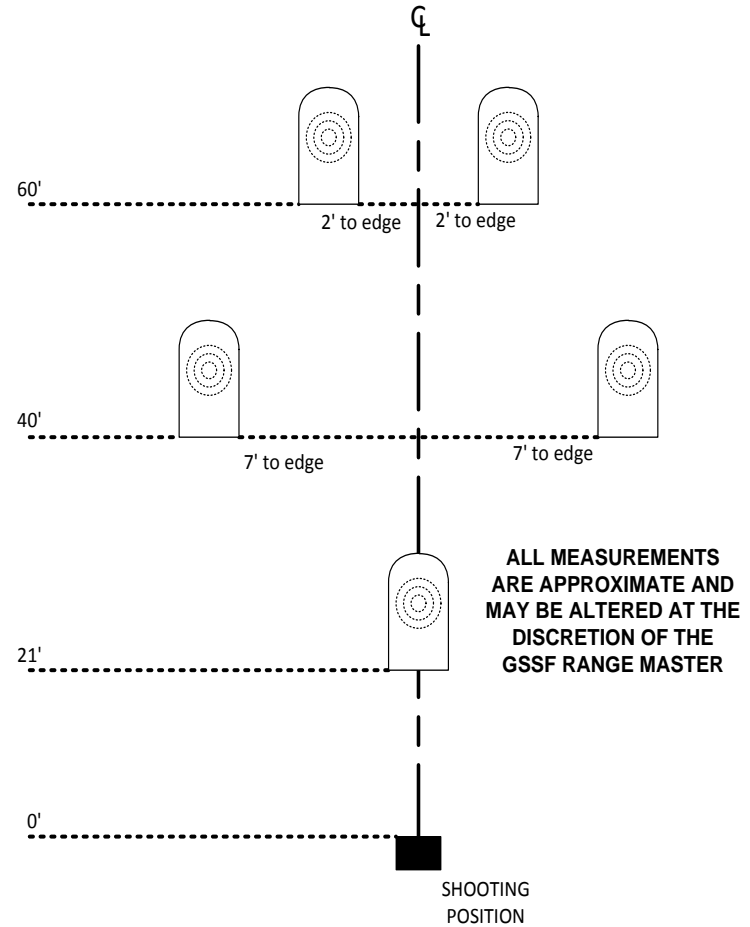 ℄
60'
2' to edge 2' to edge
40'
7' to edge 7' to edge
ALL MEASUREMENTS
ARE APPROXIMATE AND
MAY BE ALTERED AT THE
DISCRETION OF THE
GSSF RANGE MASTER
21'
0'
SHOOTING
POSITION